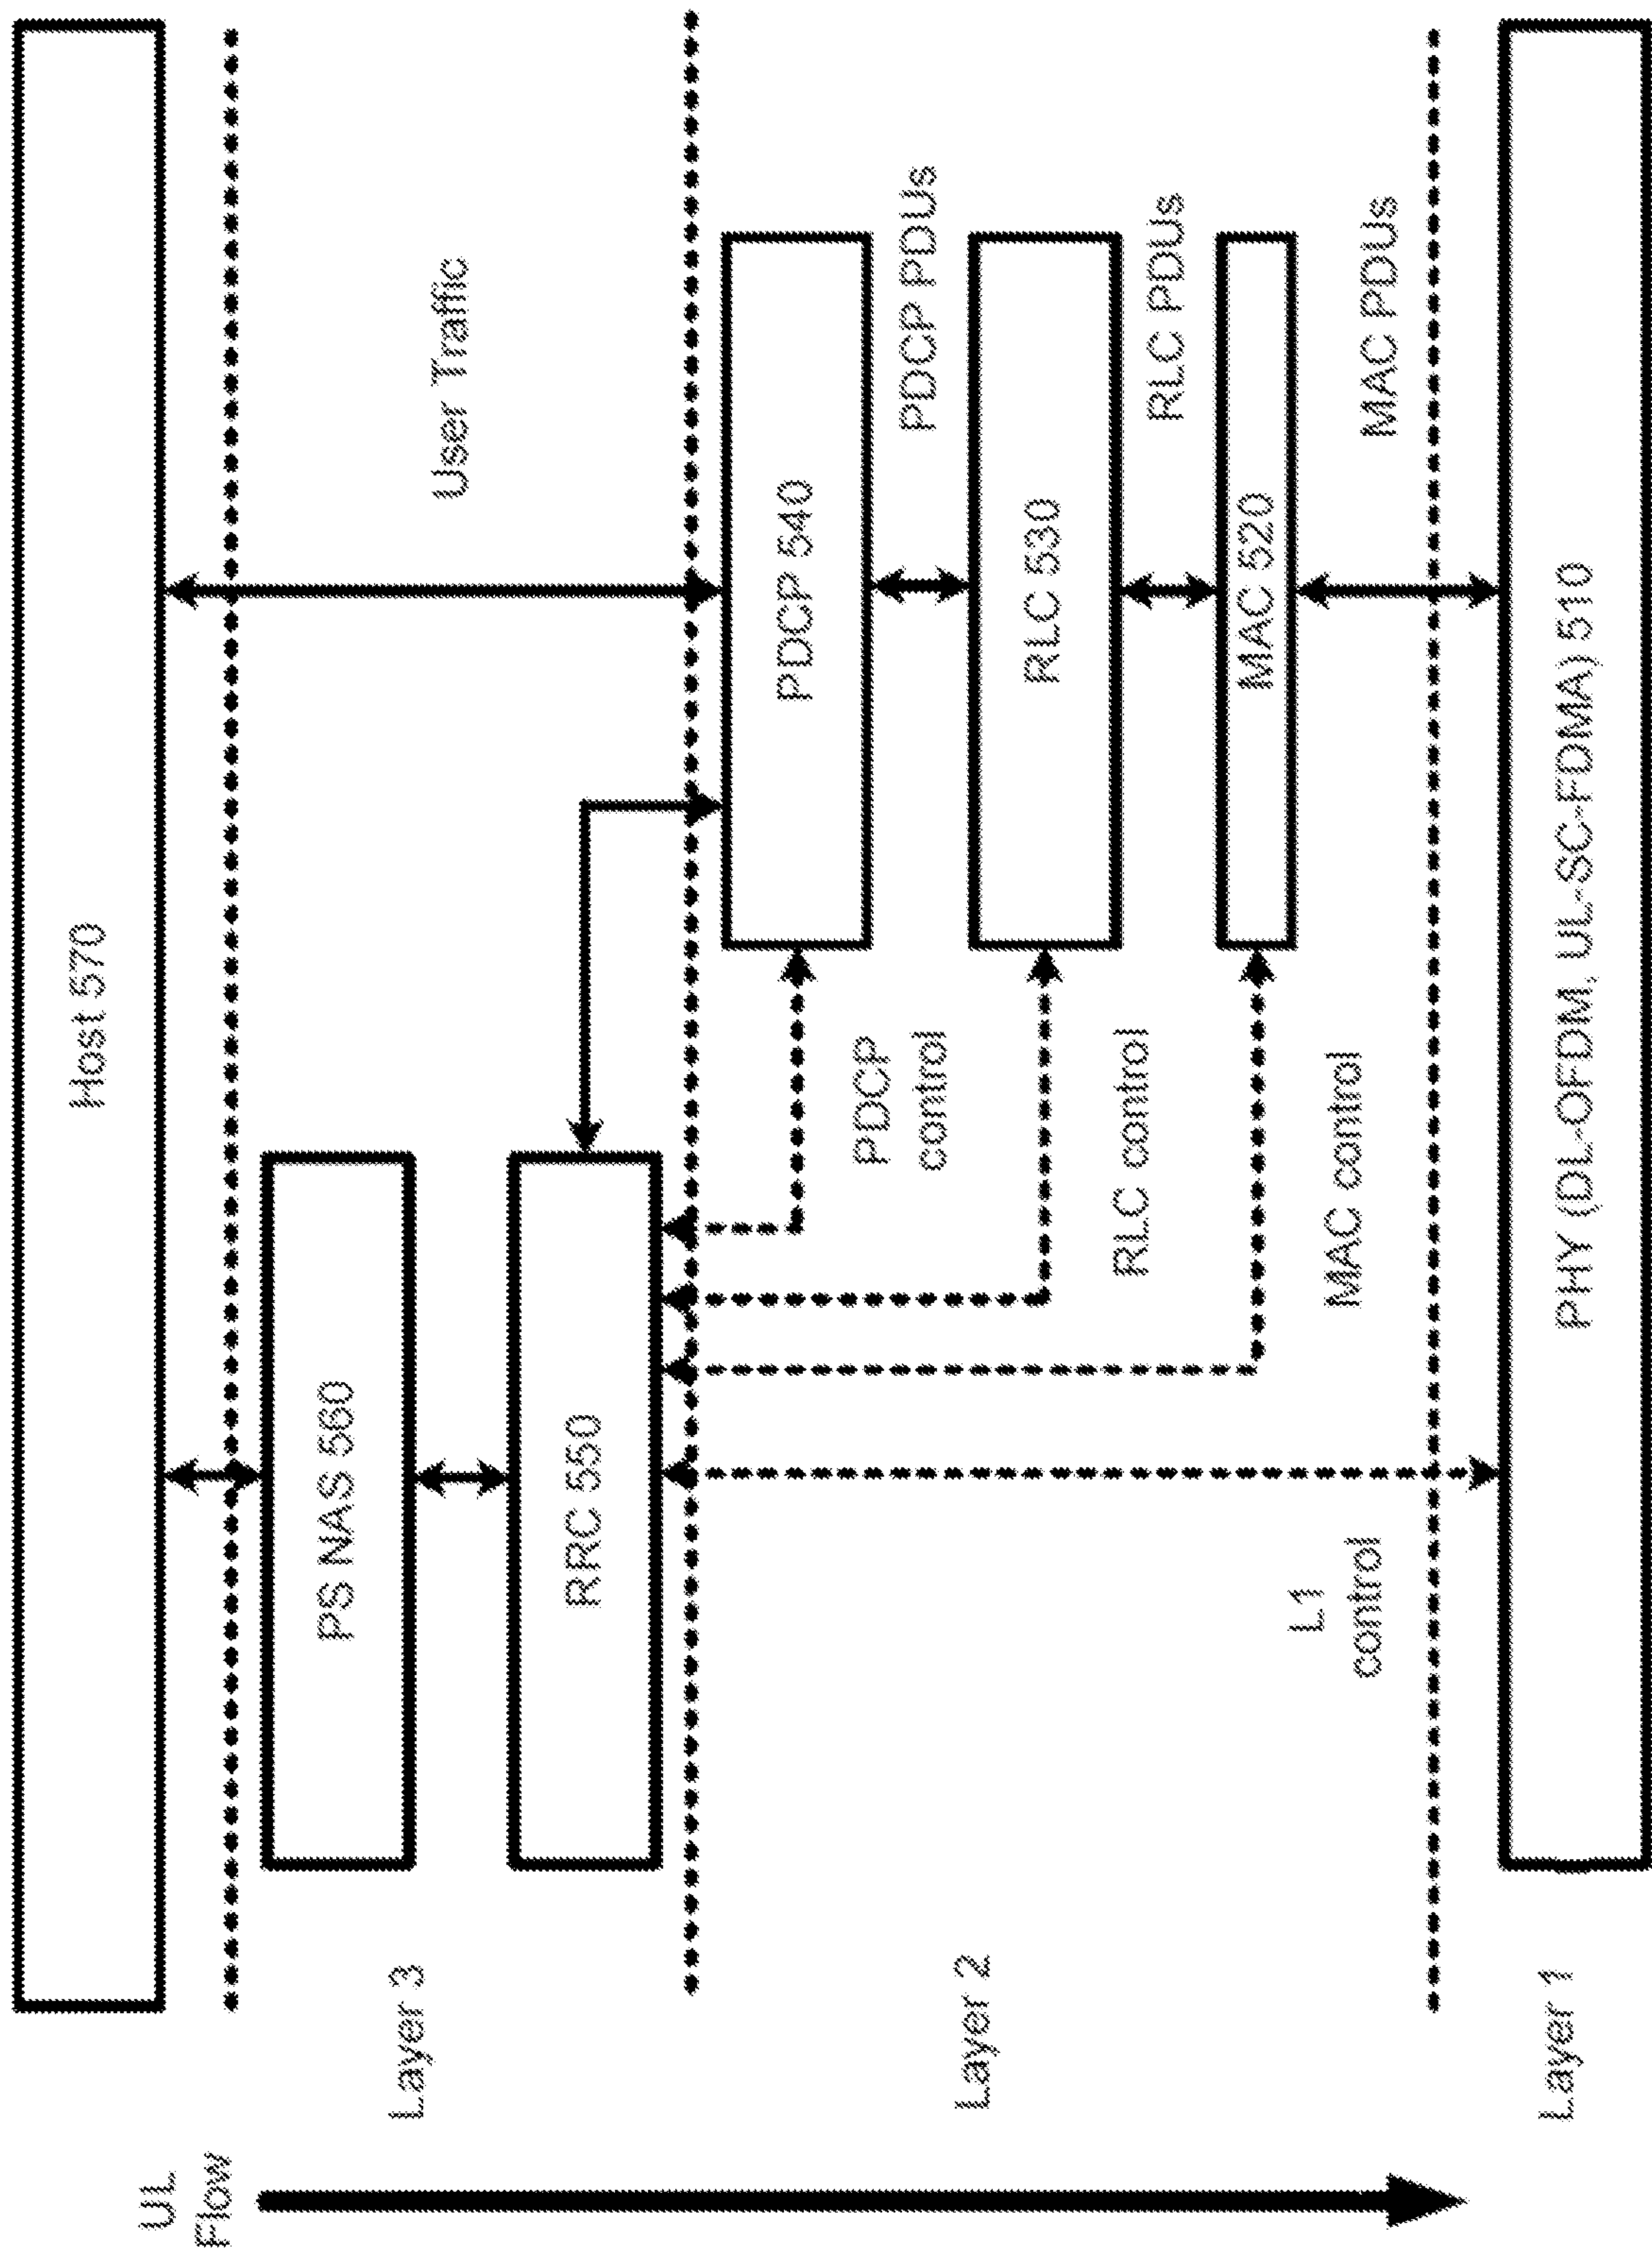 UL
Flow
Host 570
Layer 3
PS NAS 560
User Traffic
RRC 550
Layer 2
PDCP
control
PDCP 540
PDCP PDUs
RLC control
RLC 530
RLC PDUs
MAC control
MAC 520
L1
control
MAC PDUs
Layer 1
PHY (DL-OFDM, UL-SC-FDMA) 510